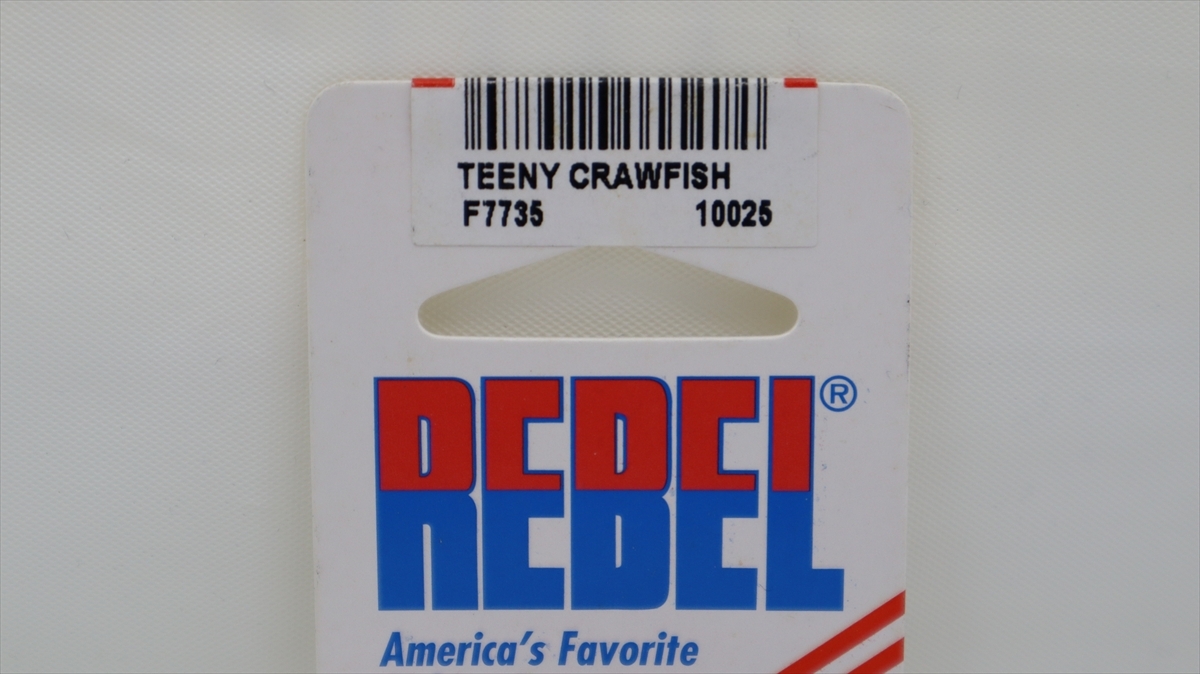 TEENY CRAWFISH
F7735 10025
REBEL®
America's Favorite